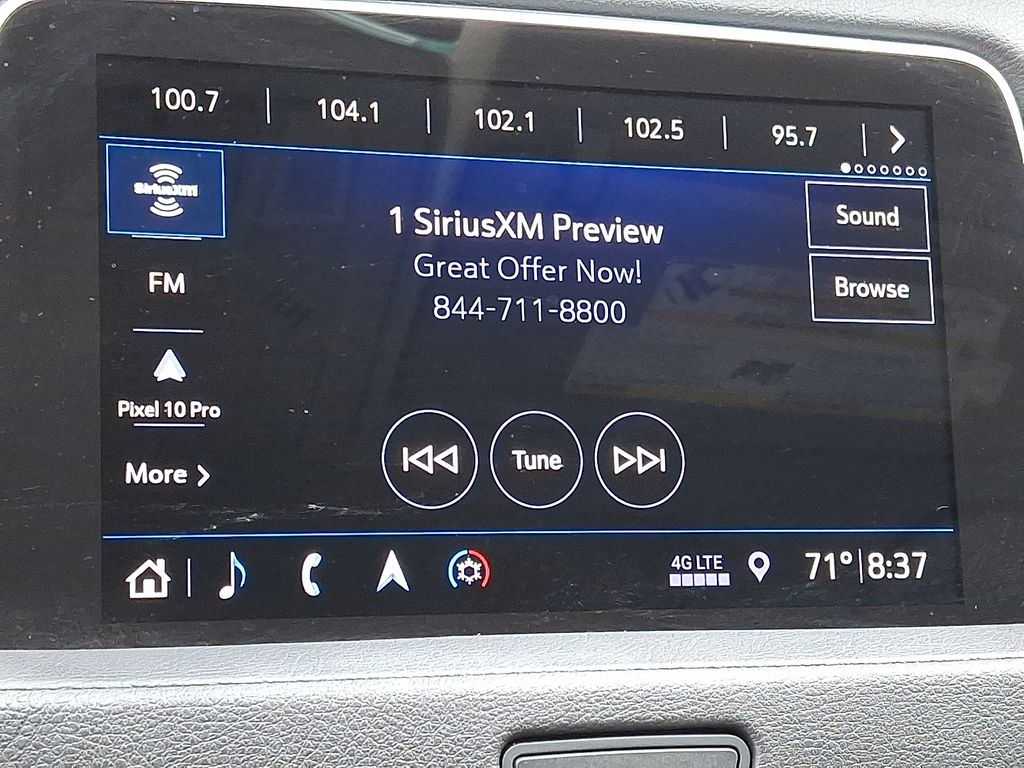 100.7 | 104.1 | 102.1 | 102.5 | 95.7
SiriusXM
1 SiriusXM Preview
Great Offer Now!
844-711-8800
Sound
Browse
FM
Pixel 10 Pro
More
Tune
4G LTE
71° | 8:37